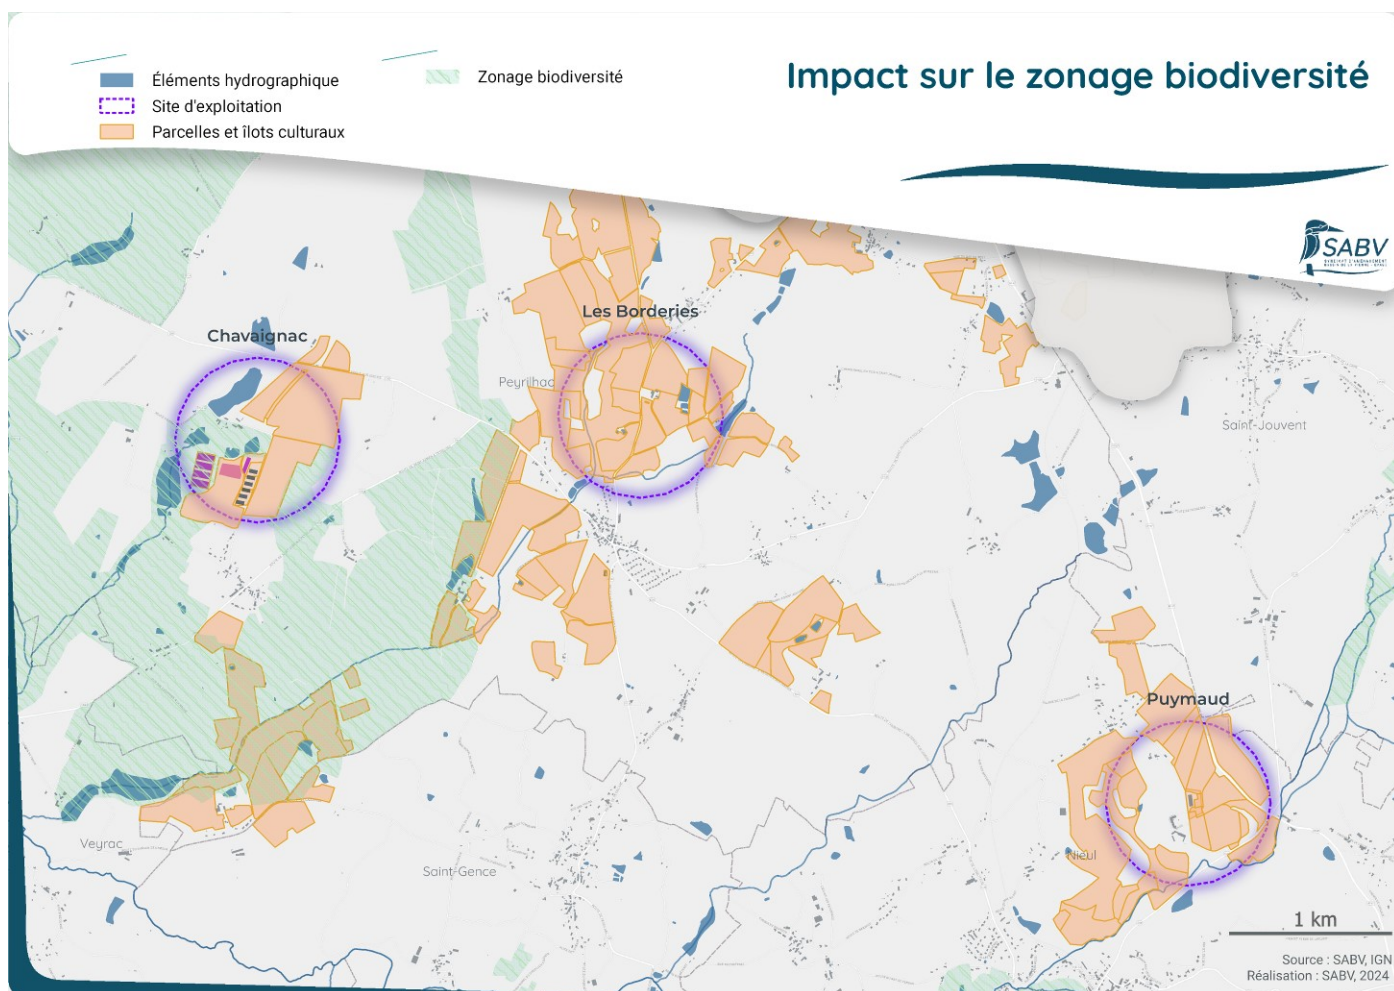 Impact sur le zonage biodiversité
Éléments hydrographique
Site d'exploitation
Parcelles et îlots culturaux
Zonage biodiversité
SABV
Les Borderies
Chavaignac
Peyrilhac
Saint-Jouvent
Puymaud
Veyrac
Nieul
Saint-Gence
1 km
Source : SABV, IGN
Réalisation : SABV, 2024